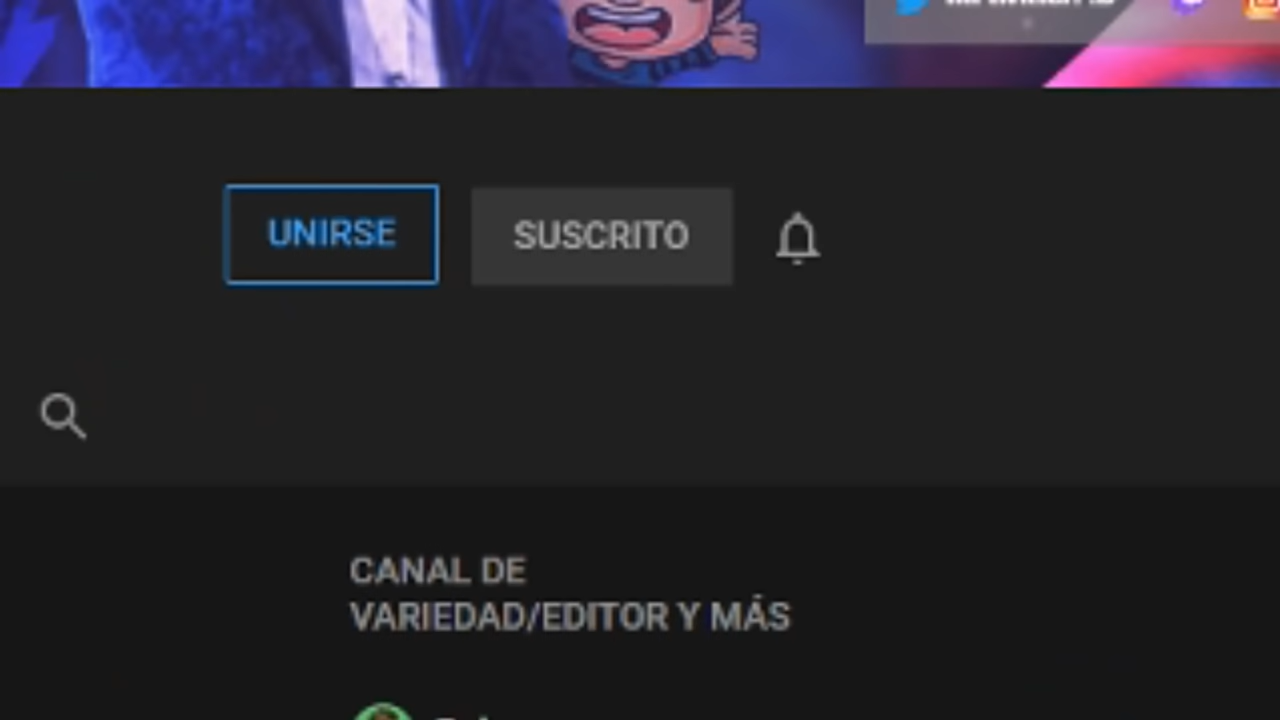 UNIRSE
SUSCRITO
CANAL DE
VARIEDAD/EDITOR Y MÁS